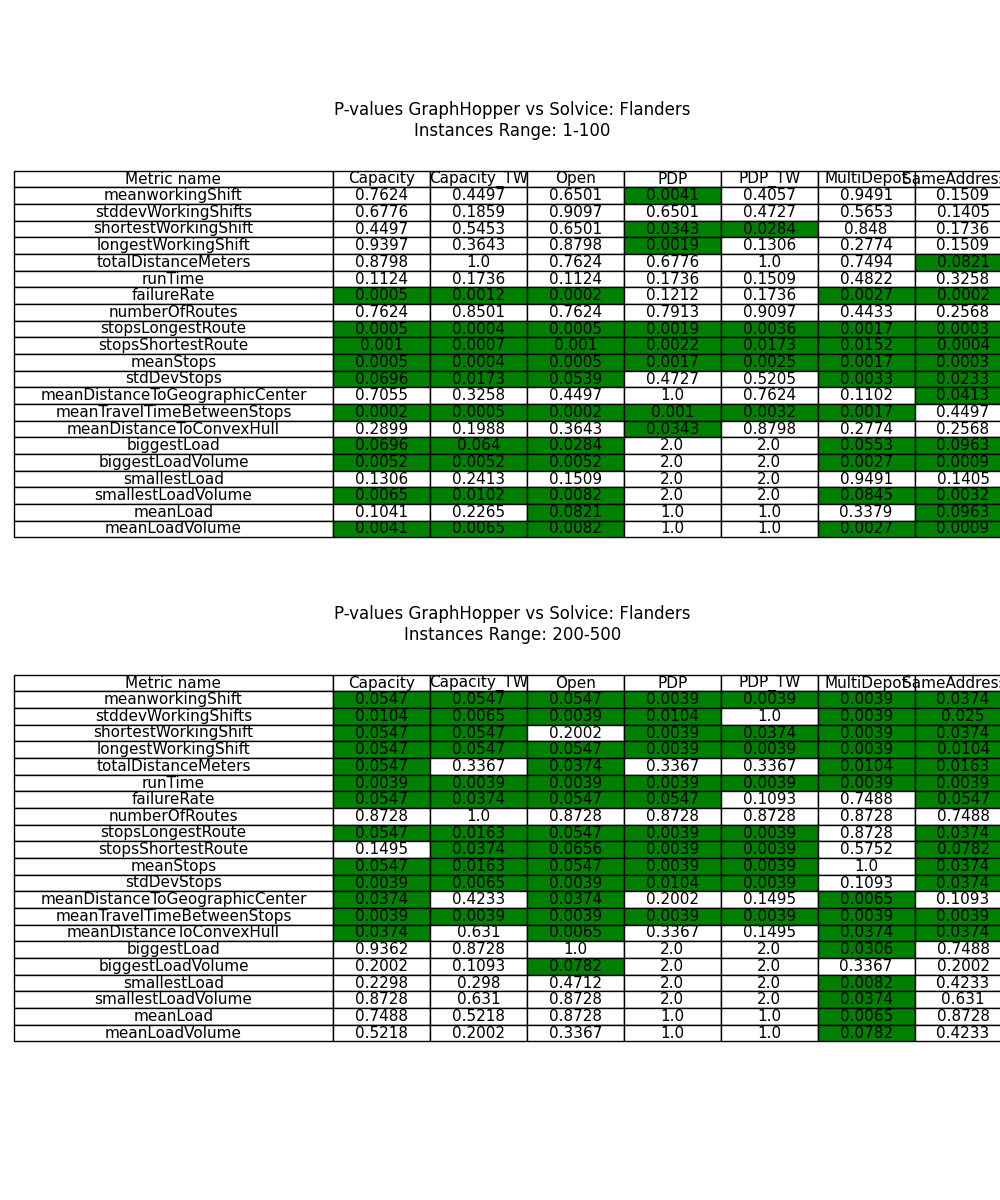 P-values GraphHopper vs Solvice: Flanders
Instances Range: 1-100
Metric name Capacity Capacity_TW Open PDP PDP_TW MultiDepot SameAddress
meanworkingShift 0.7624 0.4497 0.6501 0.0041 0.4057 0.9491 0.1509
stddevWorkingShifts 0.6776 0.1859 0.9097 0.6501 0.4727 0.5653 0.1405
shortestWorkingShift 0.4497 0.5453 0.6501 0.0343 0.0284 0.848 0.1736
longestWorkingShift 0.9397 0.3643 0.8798 0.0019 0.1306 0.2774 0.1509
totalDistanceMeters 0.8798 1.0 0.7624 0.6776 1.0 0.7494 0.0821
runTime 0.1124 0.1736 0.1124 0.1736 0.1509 0.4822 0.3258
failureRate 0.0005 0.0012 0.0002 0.1212 0.1736 0.0027 0.0002
numberOfRoutes 0.7624 0.8501 0.7624 0.7913 0.9097 0.4433 0.2568
stopsLongestRoute 0.0005 0.0004 0.0005 0.0019 0.0036 0.0017 0.0003
stopsShortestRoute 0.001 0.0007 0.001 0.0022 0.0173 0.0152 0.0004
meanStops 0.0005 0.0004 0.0005 0.0017 0.0025 0.0017 0.0003
stdDevStops 0.0696 0.0173 0.0539 0.4727 0.5205 0.0033 0.0233
meanDistanceToGeographicCenter 0.7055 0.3258 0.4497 1.0 0.7624 0.1102 0.0413
meanTravelTimeBetweenStops 0.0002 0.0005 0.0002 0.001 0.0032 0.0017 0.4497
meanDistanceToConvexHull 0.2899 0.1988 0.3643 0.0343 0.8798 0.2774 0.2568
biggestLoad 0.0696 0.064 0.0284 2.0 2.0 0.0553 0.0963
biggestLoadVolume 0.0052 0.0052 0.0052 2.0 2.0 0.0027 0.0009
smallestLoad 0.1306 0.2413 0.1509 2.0 2.0 0.9491 0.1405
smallestLoadVolume 0.0065 0.0102 0.0082 2.0 2.0 0.0845 0.0032
meanLoad 0.1041 0.2265 0.0821 1.0 1.0 0.3379 0.0963
meanLoadVolume 0.0041 0.0065 0.0082 1.0 1.0 0.0027 0.0009
P-values GraphHopper vs Solvice: Flanders
Instances Range: 200-500
Metric name Capacity Capacity_TW Open PDP PDP_TW MultiDepot SameAddress
meanworkingShift 0.0547 0.0547 0.0547 0.0039 0.0039 0.0039 0.0374
stddevWorkingShifts 0.0104 0.0065 0.0039 0.0104 1.0 0.0039 0.025
shortestWorkingShift 0.0547 0.0547 0.2002 0.0039 0.0374 0.0039 0.0374
longestWorkingShift 0.0547 0.0547 0.0547 0.0039 0.0039 0.0039 0.0104
totalDistanceMeters 0.0547 0.3367 0.0374 0.3367 0.3367 0.0104 0.0163
runTime 0.0039 0.0039 0.0039 0.0039 0.0039 0.0039 0.0039
failureRate 0.0547 0.0374 0.0547 0.0547 0.1093 0.7488 0.0547
numberOfRoutes 0.8728 1.0 0.8728 0.8728 0.8728 0.8728 0.7488
stopsLongestRoute 0.0547 0.0163 0.0547 0.0039 0.0039 0.8728 0.0374
stopsShortestRoute 0.1495 0.0374 0.0656 0.0039 0.0039 0.5752 0.0782
meanStops 0.0547 0.0163 0.0547 0.0039 0.0039 1.0 0.0374
stdDevStops 0.0039 0.0065 0.0039 0.0104 0.0039 0.1093 0.0374
meanDistanceToGeographicCenter 0.0374 0.4233 0.0374 0.2002 0.1495 0.0065 0.1093
meanTravelTimeBetweenStops 0.0039 0.0039 0.0039 0.0039 0.0039 0.0039 0.0039
meanDistanceToConvexHull 0.0374 0.631 0.0065 0.3367 0.1495 0.0374 0.0374
biggestLoad 0.9362 0.8728 1.0 2.0 2.0 0.0306 0.7488
biggestLoadVolume 0.2002 0.1093 0.0782 2.0 2.0 0.3367 0.2002
smallestLoad 0.2298 0.298 0.4712 2.0 2.0 0.0082 0.4233
smallestLoadVolume 0.8728 0.631 0.8728 2.0 2.0 0.0374 0.631
meanLoad 0.7488 0.5218 0.8728 1.0 1.0 0.0065 0.8728
meanLoadVolume 0.5218 0.2002 0.3367 1.0 1.0 0.0782 0.4233